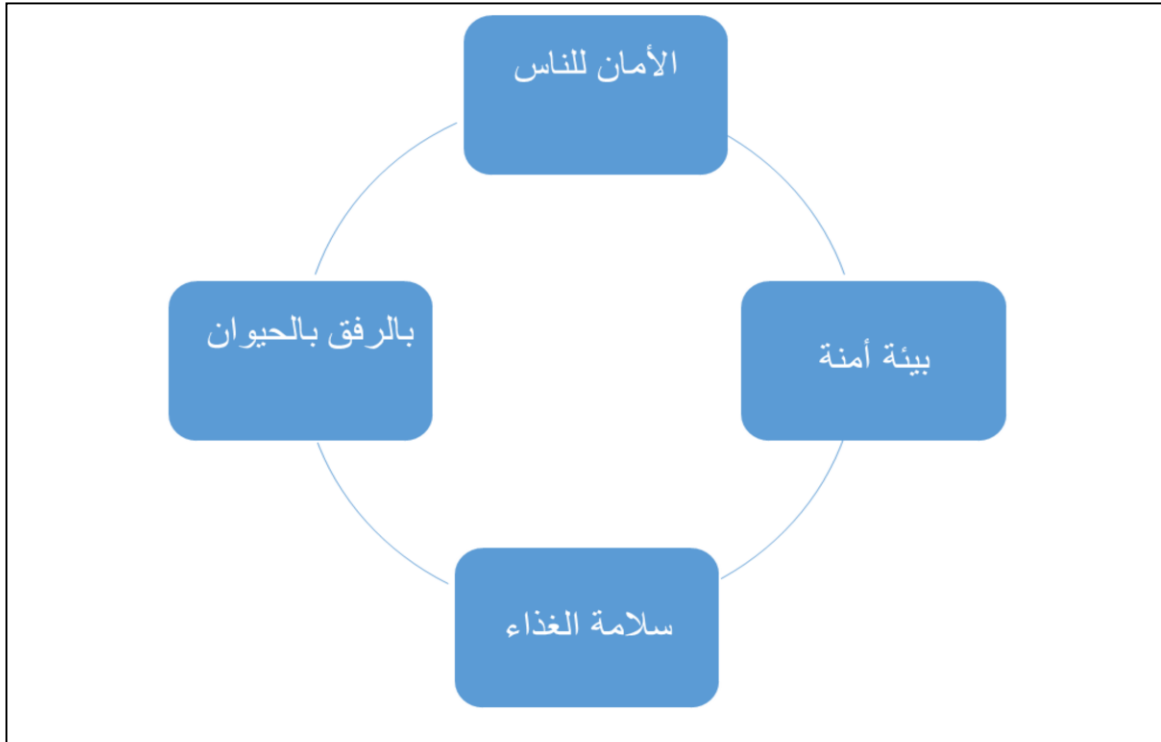 الأمان للناس
بالرفق بالحيوان
بيئة أمنة
سلامة الغذاء